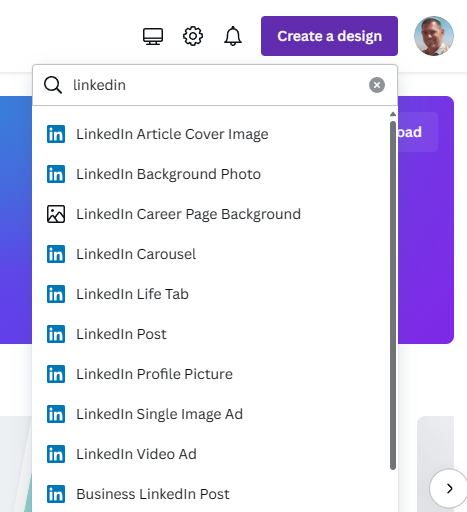 Create a design
linkedin
oad
in LinkedIn Article Cover Image
in LinkedIn Background Photo
LinkedIn Career Page Background
in LinkedIn Carousel
in LinkedIn Life Tab
in LinkedIn Post
in LinkedIn Profile Picture
in LinkedIn Single Image Ad
in LinkedIn Video Ad
in Business LinkedIn Post